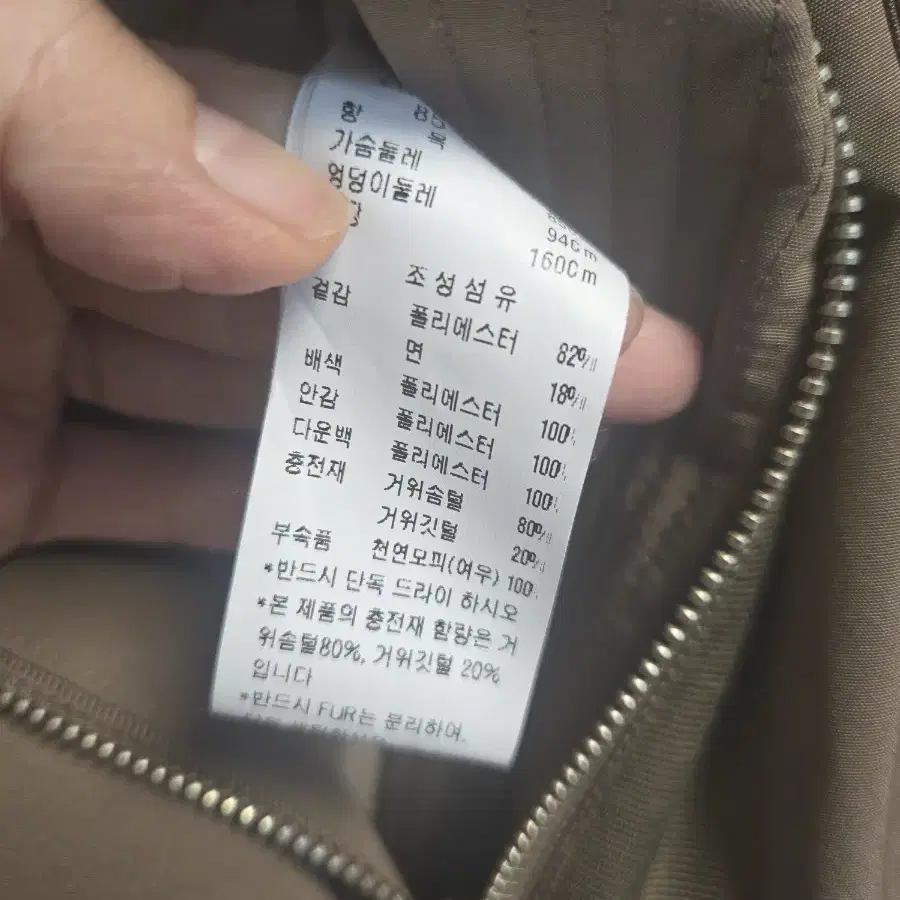 가슴둘레
엉덩이둘레
94cm
160cm
조성섬유
겉감 폴리에스터 82%
면 18%
배색 폴리에스터 100%
안감 폴리에스터 100%
다운백 폴리에스터 100%
충전재 거위솜털 80%
거위깃털 20%
부속품 천연모피(여우) 100%
*반드시 단독 드라이 하시오
*본 제품의 충전재 함량은 거
위솜털80%, 거위깃털 20%
입니다
*반드시 FUR는 분리하여,